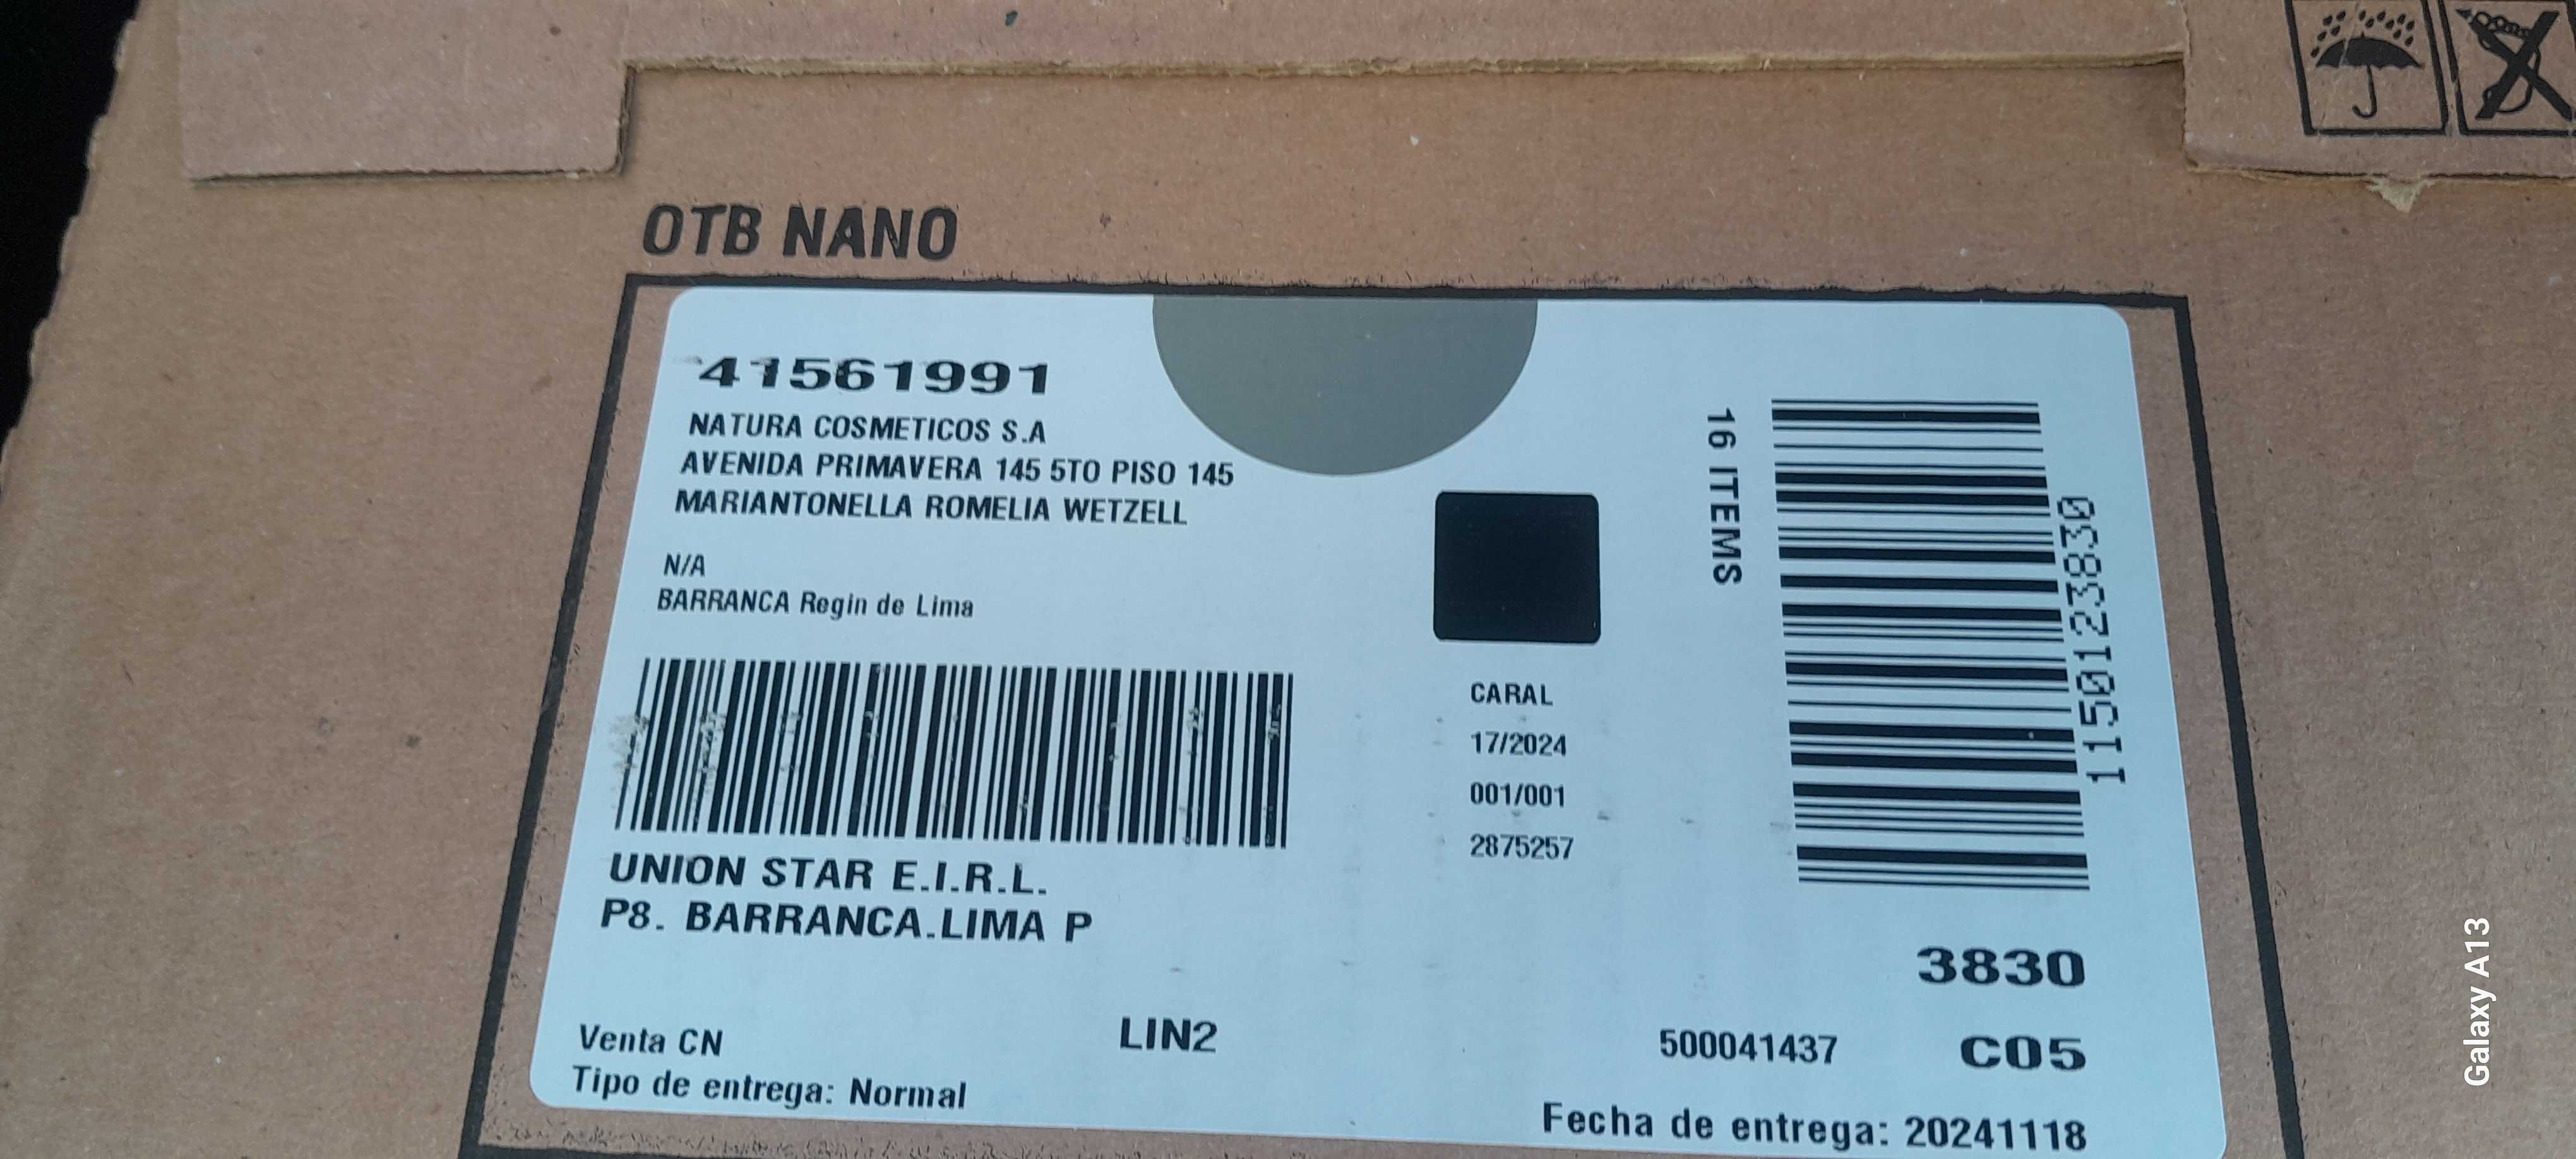 OTB NANO
41561991
NATURA COSMETICOS S.A
AVENIDA PRIMAVERA 145 5TO PISO 145
MARIANTONELLA ROMELIA WETZELL
N/A
BARRANCA Regin de Lima
UNION STAR E.I.R.L.
P8. BARRANCA.LIMA P
Venta CN
Tipo de entrega: Normal
LIN2
CARAL
17/2024
001/001
2875257
16 ITEMS
1150123830
3830
500041437 C05
Fecha de entrega: 20241118
Galaxy A13